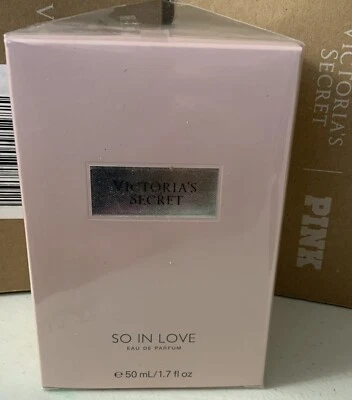 VICTORIA'S
SECRET
SO IN LOVE
EAU DE PARFUM
℮ 50 mL/1.7 fl oz
VICTORIA'S
SECRET
PINK